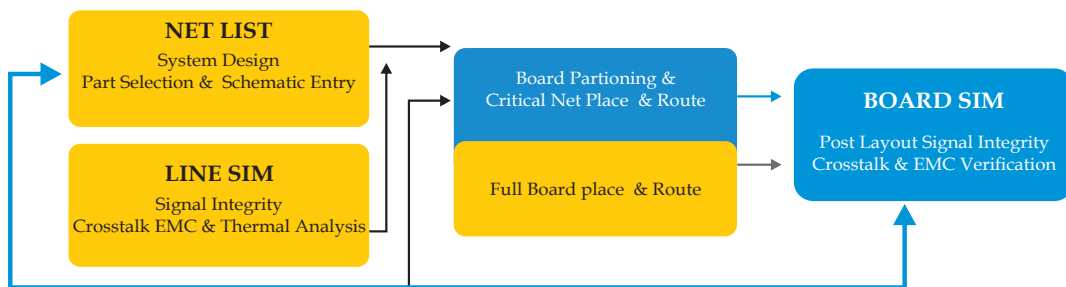 NET LIST
System Design
Part Selection & Schematic Entry
LINE SIM
Signal Integrity
Crosstalk EMC & Thermal Analysis
Board Partioning &
Critical Net Place & Route
Full Board place & Route
BOARD SIM
Post Layout Signal Integrity
Crosstalk & EMC Verification